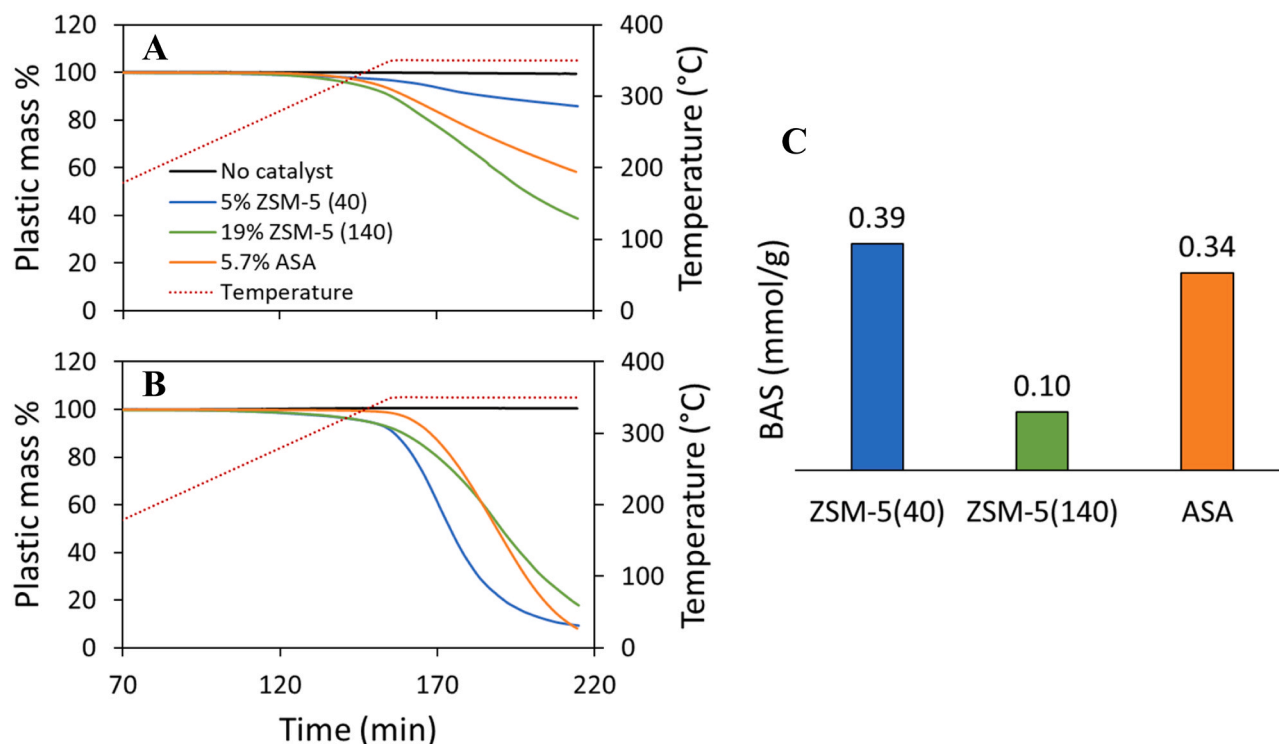 A
Plastic mass %
120
100
80
60
40
20
0
No catalyst
5% ZSM-5 (40)
19% ZSM-5 (140)
5.7% ASA
Temperature
400
300
200
100
0
Temperature (°C)
B
Plastic mass %
120
100
80
60
40
20
0
400
300
200
100
0
Temperature (°C)
70
120
170
220
Time (min)
C
BAS (mmol/g)
0.39
0.10
0.34
ZSM-5(40)
ZSM-5(140)
ASA